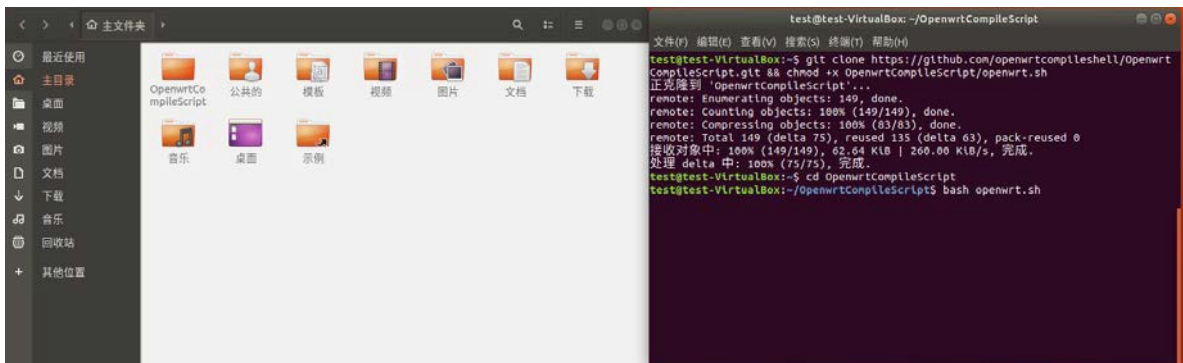 主文件夹
最近使用
主目录
桌面
视频
图片
文档
下载
音乐
回收站
+ 其他位置
OpenwrtCo
mpileScript
公共的
模板
视频
图片
文档
下载
音乐
桌面
示例
test@test-VirtualBox: ~/OpenwrtCompileScript
文件(F) 编辑(E) 查看(V) 搜索(S) 终端(T) 帮助(H)
test@test-VirtualBox:~$ git clone https://github.com/openwrtcompileshell/Openwrt
CompileScript.git && chmod +x OpenwrtCompileScript/openwrt.sh
正克隆到 'OpenwrtCompileScript'...
remote: Enumerating objects: 149, done.
remote: Counting objects: 100% (149/149), done.
remote: Compressing objects: 100% (83/83), done.
remote: Total 149 (delta 75), reused 135 (delta 63), pack-reused 0
接收对象中: 100% (149/149), 62.64 KiB | 260.00 KiB/s, 完成.
处理 delta 中: 100% (75/75), 完成.
test@test-VirtualBox:~$ cd OpenwrtCompileScript
test@test-VirtualBox:~/OpenwrtCompileScript$ bash openwrt.sh